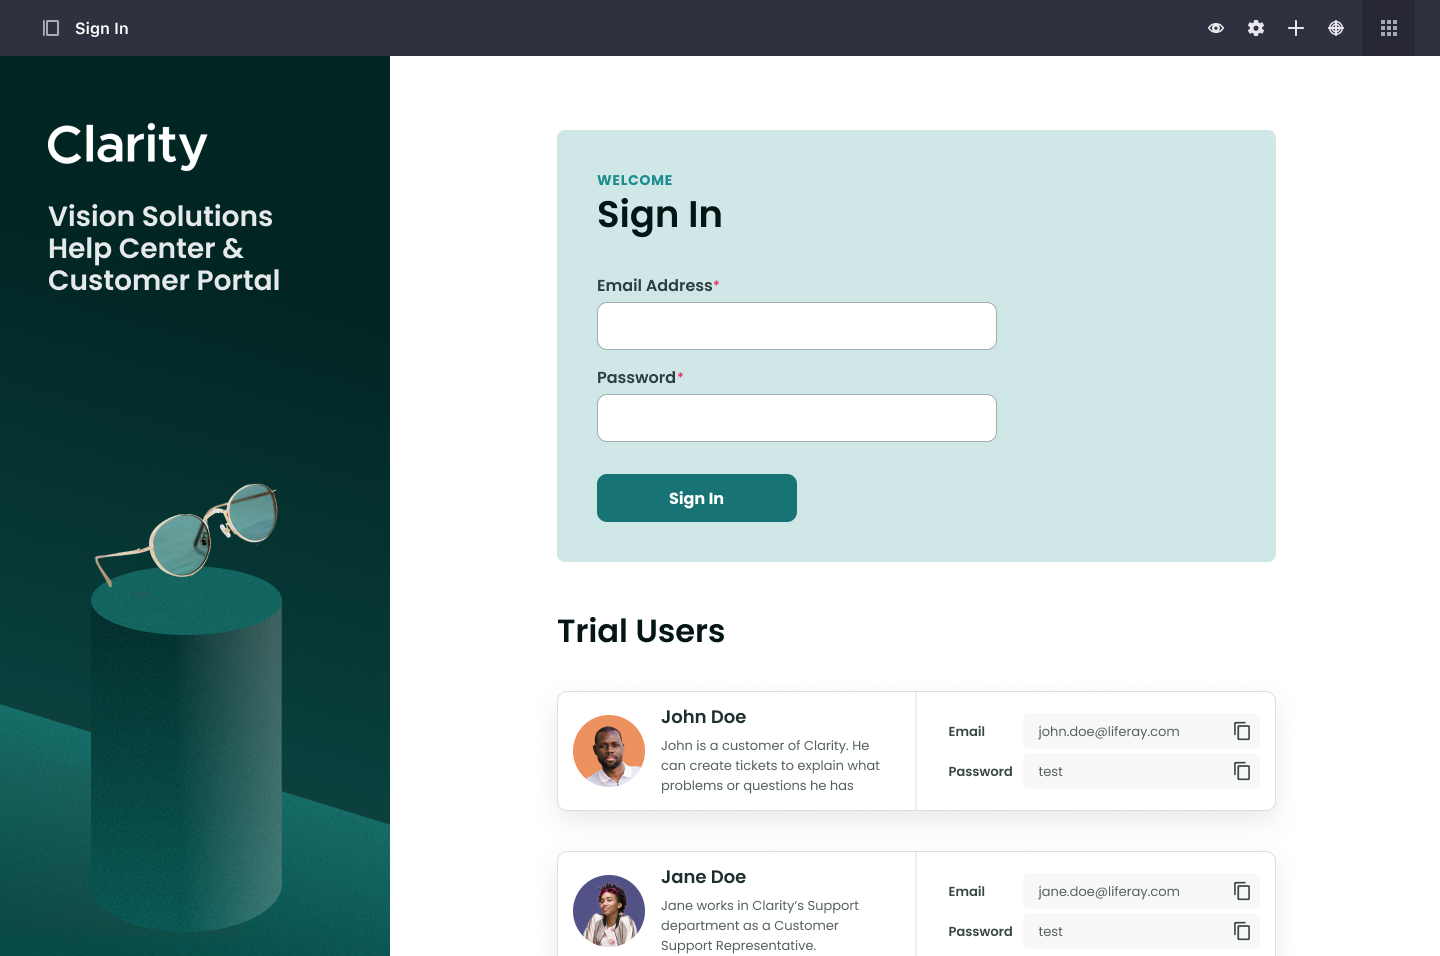 Sign In
Clarity
Vision Solutions
Help Center &
Customer Portal
WELCOME
Sign In
Email Address*
Password*
Sign In
Trial Users
John Doe
John is a customer of Clarity. He
can create tickets to explain what
problems or questions he has
Email
john.doe@liferay.com
Password
test
Jane Doe
Jane works in Clarity’s Support
department as a Customer
Support Representative.
Email
jane.doe@liferay.com
Password
test